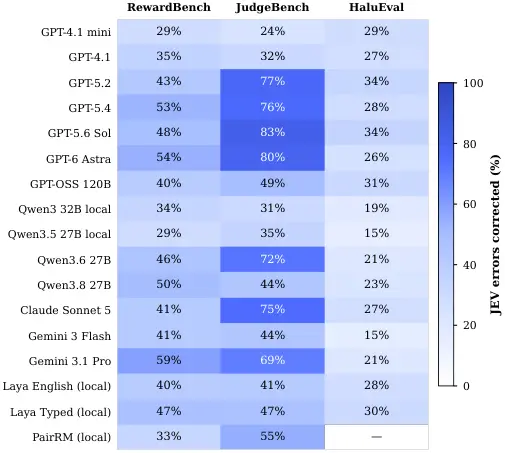 RewardBench JudgeBench HaluEval
GPT-4.1 mini 29% 24% 29%
GPT-4.1 35% 32% 27%
GPT-5.2 43% 77% 34%
GPT-5.4 53% 76% 28%
GPT-5.6 Sol 48% 83% 34%
GPT-6 Astra 54% 80% 26%
GPT-OSS 120B 40% 49% 31%
Qwen3 32B local 34% 31% 19%
Qwen3.5 27B local 29% 35% 15%
Qwen3.6 27B 46% 72% 21%
Qwen3.8 27B 50% 44% 23%
Claude Sonnet 5 41% 75% 27%
Gemini 3 Flash 41% 44% 15%
Gemini 3.1 Pro 59% 69% 21%
Laya English (local) 40% 41% 28%
Laya Typed (local) 47% 47% 30%
PairRM (local) 33% 55% —
100
80
60
40
20
0
JEV errors corrected (%)